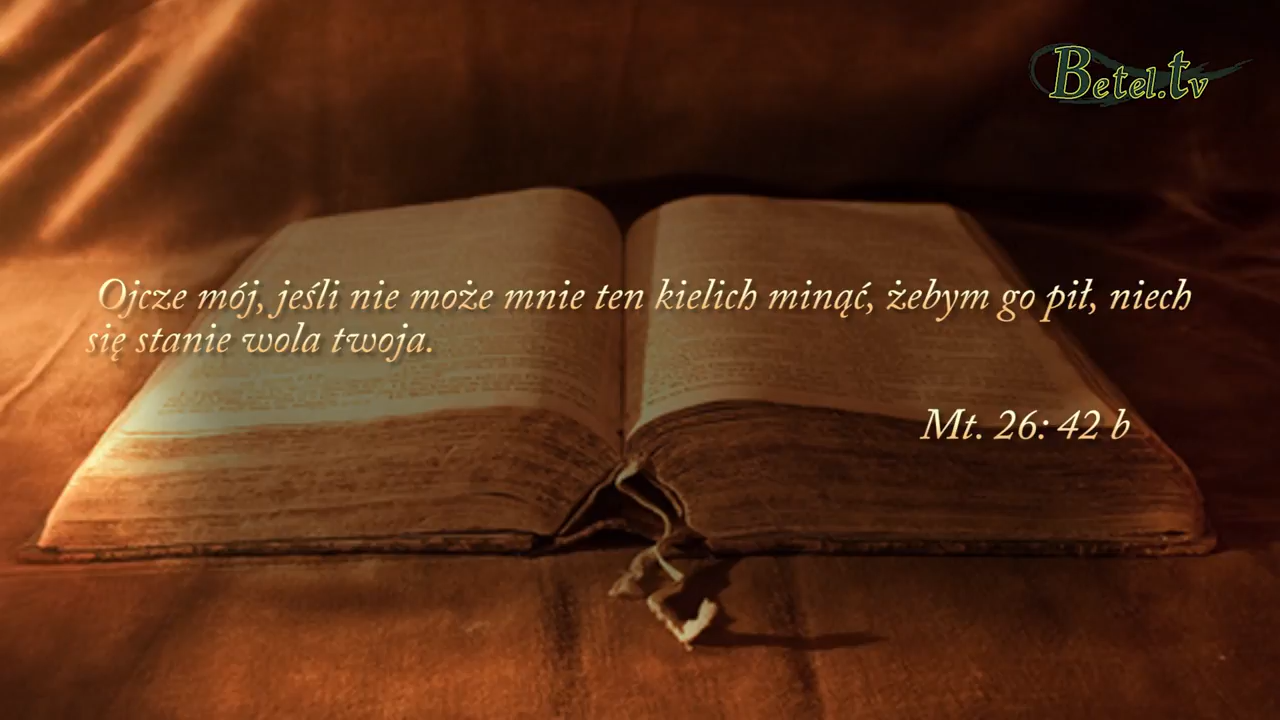 Betel.tv
Ojcze mój, jeśli nie może mnie ten kielich minąć, żebym go pił, niech
się stanie wola twoja.
Mt. 26: 42 b